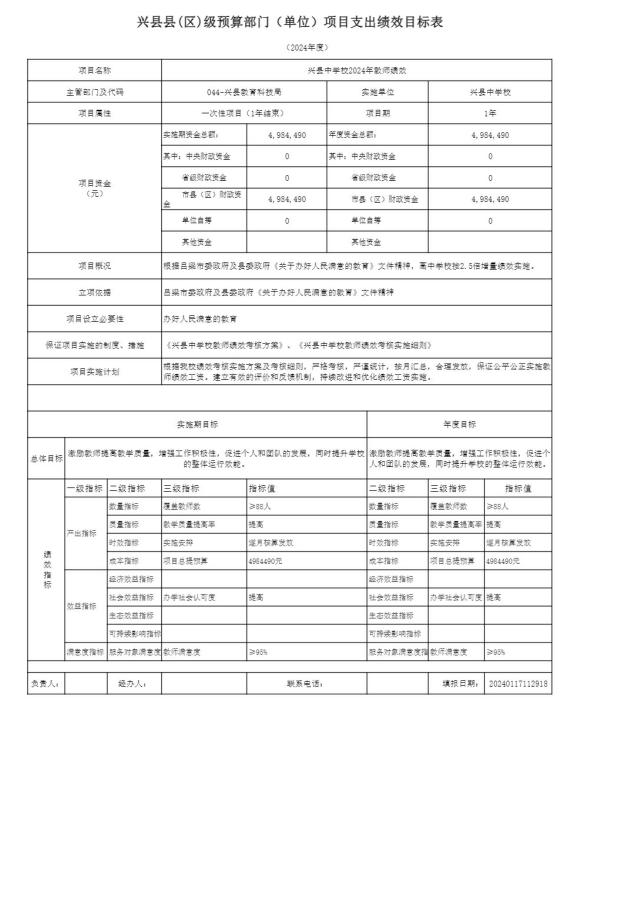 兴县县(区)级预算部门（单位）项目支出绩效目标表
（2024年度）
项目名称 兴县中学校2024年教师绩效
主管部门及代码 044-兴县教育科技局 实施单位 兴县中学校
项目属性 一次性项目（1年结束） 项目期 1年
项目资金（元） 实施期资金总额： 4,984,490 年度资金总额： 4,984,490
其中：中央财政资金 0 其中：中央财政资金 0
省级财政资金 0 省级财政资金 0
市县（区）财政资金 4,984,490 市县（区）财政资金 4,984,490
单位自筹 0 单位自筹 0
其他资金 其他资金
项目概况 根据吕梁市委政府及县委政府《关于办好人民满意的教育》文件精神，高中学校按2.5倍增量绩效实施。
立项依据 吕梁市委政府及县委政府《关于办好人民满意的教育》文件精神
项目设立必要性 办好人民满意的教育
保证项目实施的制度、措施 《兴县中学校教师绩效考核方案》、《兴县中学校教师绩效考核实施细则》
项目实施计划 根据我校绩效考核实施方案及考核细则，严格考核，严谨统计，按月汇总，合理发放，保证公平公正实施教
师绩效工资。建立有效的评价和反馈机制，持续改进和优化绩效工资实施。
实施期目标 年度目标
总体目标 激励教师提高教学质量，增强工作积极性，促进个人和团队的发展，同时提升学校的整体运行效能。 激励教师提高教学质量，增强工作积极性，促进个人和团队的发展，同时提升学校的整体运行效能。
绩效指标 一级指标 二级指标 三级指标 指标值 二级指标 三级指标 指标值
产出指标 数量指标 覆盖教师数 ≥88人 数量指标 覆盖教师数 ≥88人
质量指标 教学质量提高率 提高 质量指标 教学质量提高率 提高
时效指标 实施安排 逐月核算发放 时效指标 实施安排 逐月核算发放
成本指标 项目总投预算 4984490元 成本指标 项目总投预算 4984490元
效益指标 经济效益指标 经济效益指标
社会效益指标 办学社会认可度 提高 社会效益指标 办学社会认可度 提高
生态效益指标 生态效益指标
可持续影响指标 可持续影响指标
满意度指标 服务对象满意度 教师满意度 ≥95% 服务对象满意度指 教师满意度 ≥95%
负责人： 经办人： 联系电话： 填报日期： 20240117112918